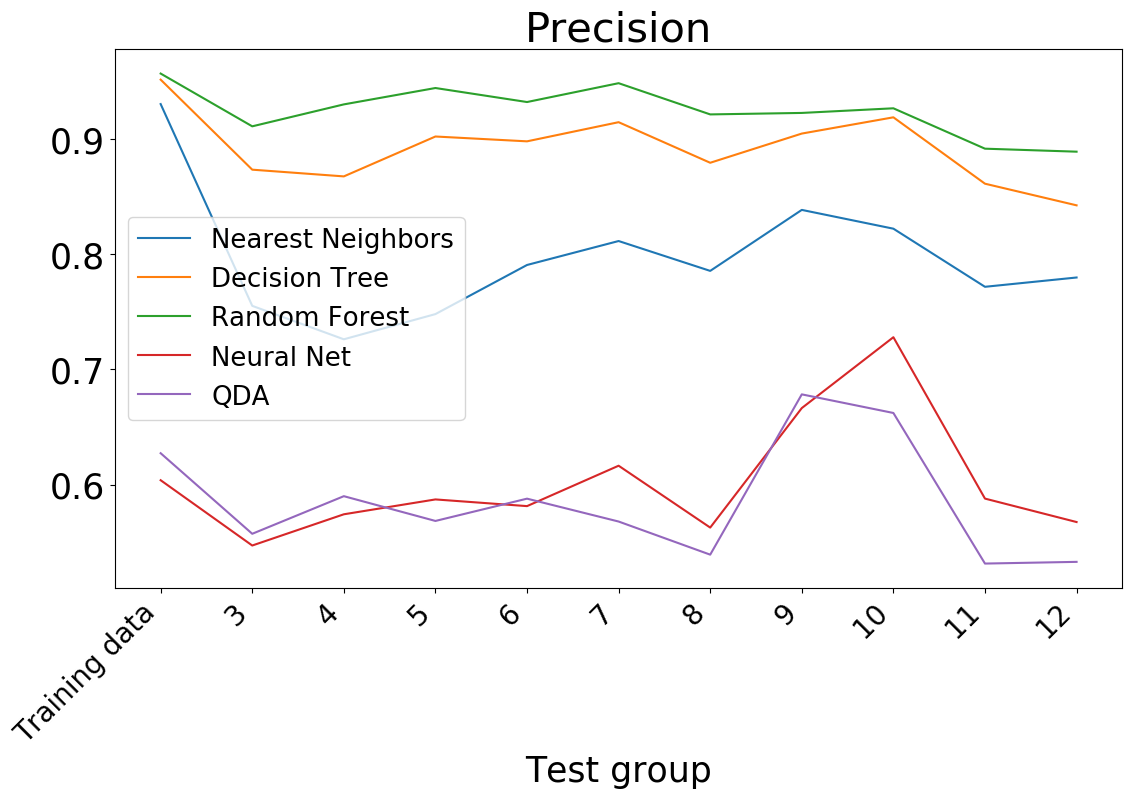 Precision
0.9
0.8
0.7
0.6
Nearest Neighbors
Decision Tree
Random Forest
Neural Net
QDA
Training data
3
4
5
6
7
8
9
10
11
12
Test group